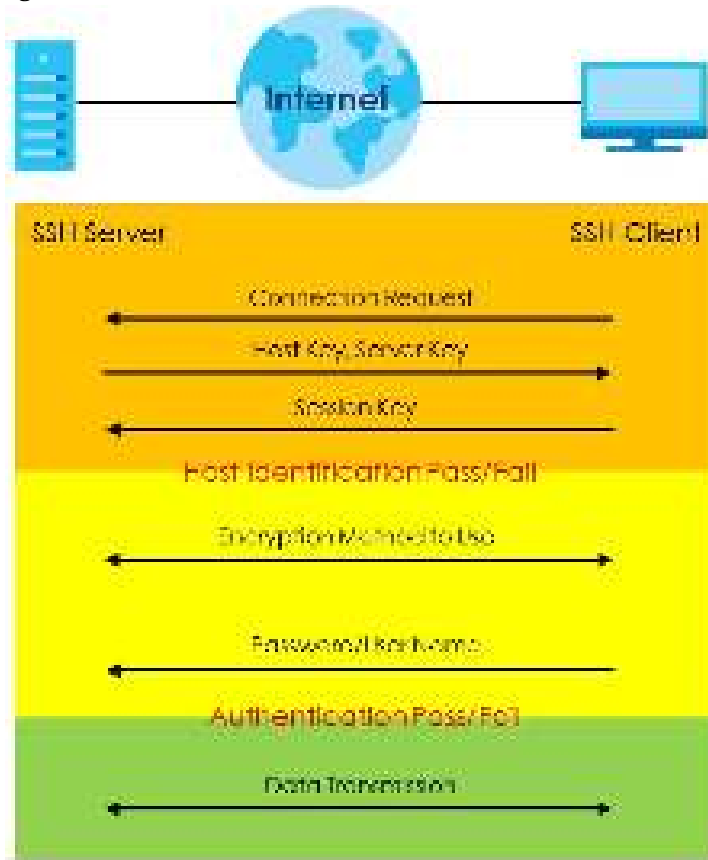 Internet
SSH Server
SSH Client
Connection Request
Host Key, Server Key
Session Key
Host Identification Pass/Fail
Encryption Method to Use
Password/User Name
Authentication Pass/Fail
Data Transmission